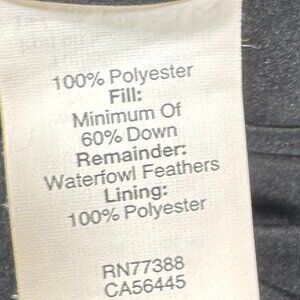 100% Polyester
Fill:
Minimum Of
60% Down
Remainder:
Waterfowl Feathers
Lining:
100% Polyester
RN77388
CA56445